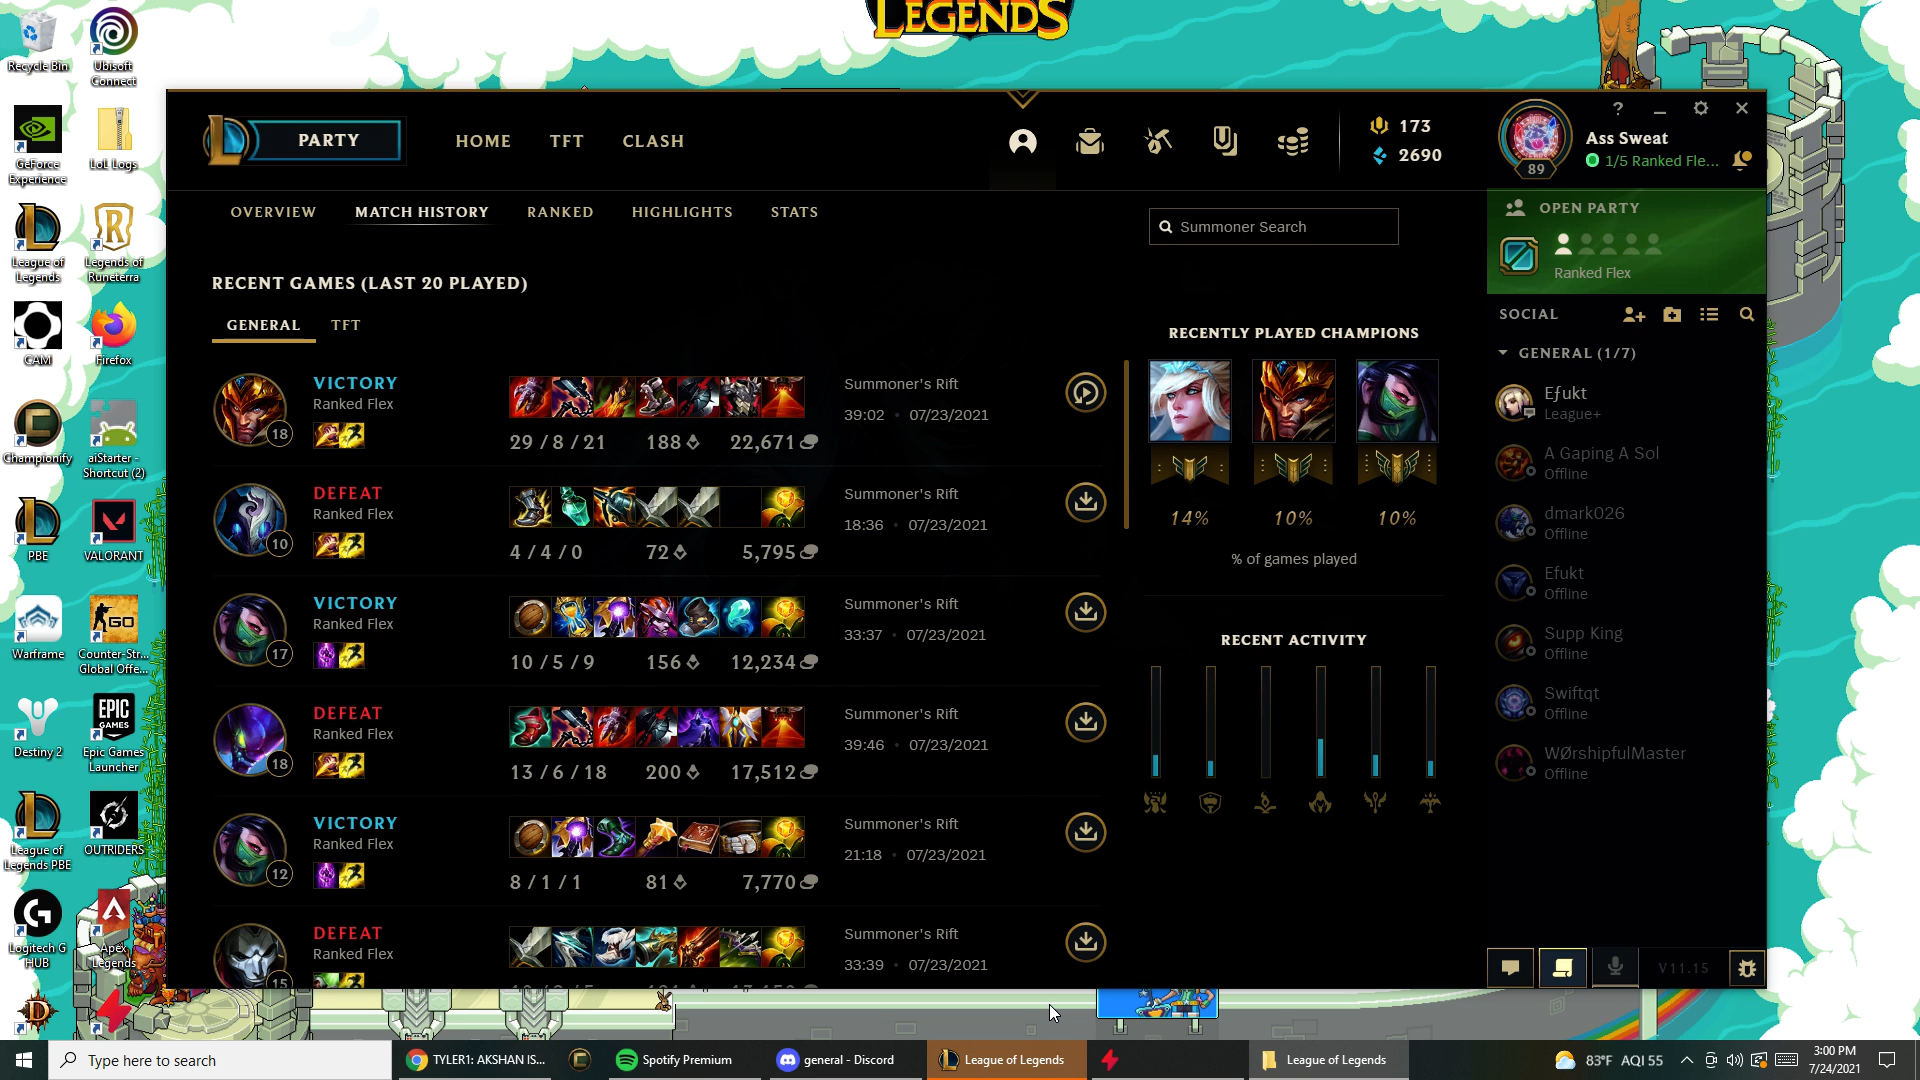 LEGENDS
Recycle Bin
Ubisoft Connect
GeForce Experience
LoL Logs
League of Legends
Legends of Runeterra
CAM
Firefox
Championify
aiStarter - Shortcut (2)
PBE
VALORANT
Warframe
Counter-Str... Global Offe...
Destiny 2
EPIC GAMES
Epic Games Launcher
League of Legends PBE
OUTRIDERS
Logitech G HUB
Apex Legends
PARTY
HOME
TFT
CLASH
173
2690
?
Ass Sweat
1/5 Ranked Fle...
89
OVERVIEW
MATCH HISTORY
RANKED
HIGHLIGHTS
STATS
Summoner Search
OPEN PARTY
Ranked Flex
RECENT GAMES (LAST 20 PLAYED)
GENERAL
TFT
VICTORY
Ranked Flex
18
29 / 8 / 21
188
22,671
Summoner's Rift
39:02 • 07/23/2021
DEFEAT
Ranked Flex
10
4 / 4 / 0
72
5,795
Summoner's Rift
18:36 • 07/23/2021
VICTORY
Ranked Flex
17
10 / 5 / 9
156
12,234
Summoner's Rift
33:37 • 07/23/2021
DEFEAT
Ranked Flex
18
13 / 6 / 18
200
17,512
Summoner's Rift
39:46 • 07/23/2021
VICTORY
Ranked Flex
12
8 / 1 / 1
81
7,770
Summoner's Rift
21:18 • 07/23/2021
DEFEAT
Ranked Flex
15
Summoner's Rift
33:39 • 07/23/2021
RECENTLY PLAYED CHAMPIONS
14%
10%
10%
% of games played
RECENT ACTIVITY
SOCIAL
GENERAL (1/7)
Eƒukt
League+
A Gaping A Sol
Offline
dmark026
Offline
Efukt
Offline
Supp King
Offline
Swiftqt
Offline
WØrshipfulMaster
Offline
V11.15
Type here to search
TYLER1: AKSHAN IS...
Spotify Premium
general - Discord
League of Legends
League of Legends
83°F AQI 55
3:00 PM
7/24/2021